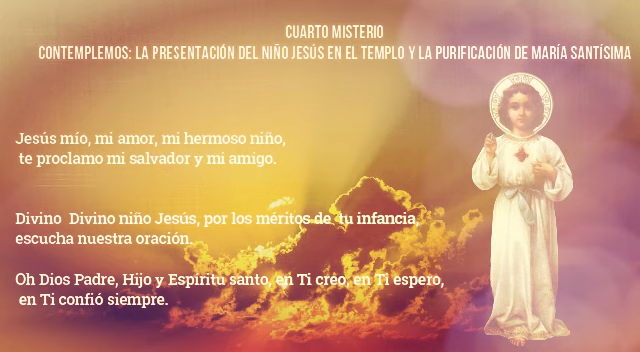 CUARTO MISTERIO
CONTEMPLEMOS: LA PRESENTACIÓN DEL NIÑO JESÚS EN EL TEMPLO Y LA PURIFICACIÓN DE MARÍA SANTÍSIMA
Jesús mío, mi amor, mi hermoso niño,
te proclamo mi salvador y mi amigo.
Divino Divino niño Jesús, por los méritos de tu infancia,
escucha nuestra oración.
Oh Dios Padre, Hijo y Espíritu santo, en Ti creo, en Ti espero,
en Ti confió siempre.